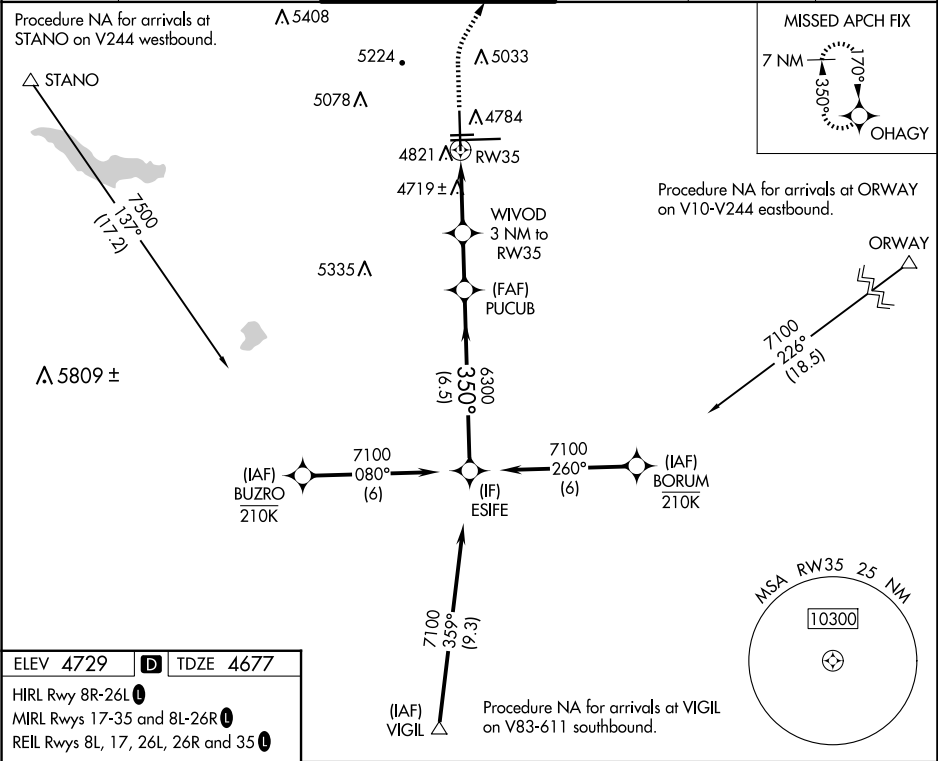 Procedure NA for arrivals at
STANO on V244 westbound.
5408
5224
5033
MISSED APCH FIX
7 NM
170°
350°
OHAGY
STANO
5078
4784
4821
RW35
4719 ±
7500
137°
(17.2)
WIVOD
3 NM to
RW35
Procedure NA for arrivals at ORWAY
on V10-V244 eastbound.
ORWAY
5335
(FAF)
PUCUB
7100
226°
(18.5)
5809 ±
6300
350°
(6.5)
(IAF)
BUZRO
210K
7100
080°
(6)
(IF)
ESIFE
7100
260°
(6)
(IAF)
BORUM
210K
7100
359°
(9.3)
MSA RW35 25 NM
10300
(IAF)
VIGIL
Procedure NA for arrivals at VIGIL
on V83-611 southbound.
ELEV 4729 D TDZE 4677
HIRL Rwy 8R-26L L
MIRL Rwys 17-35 and 8L-26R L
REIL Rwys 8L, 17, 26L, 26R and 35 L